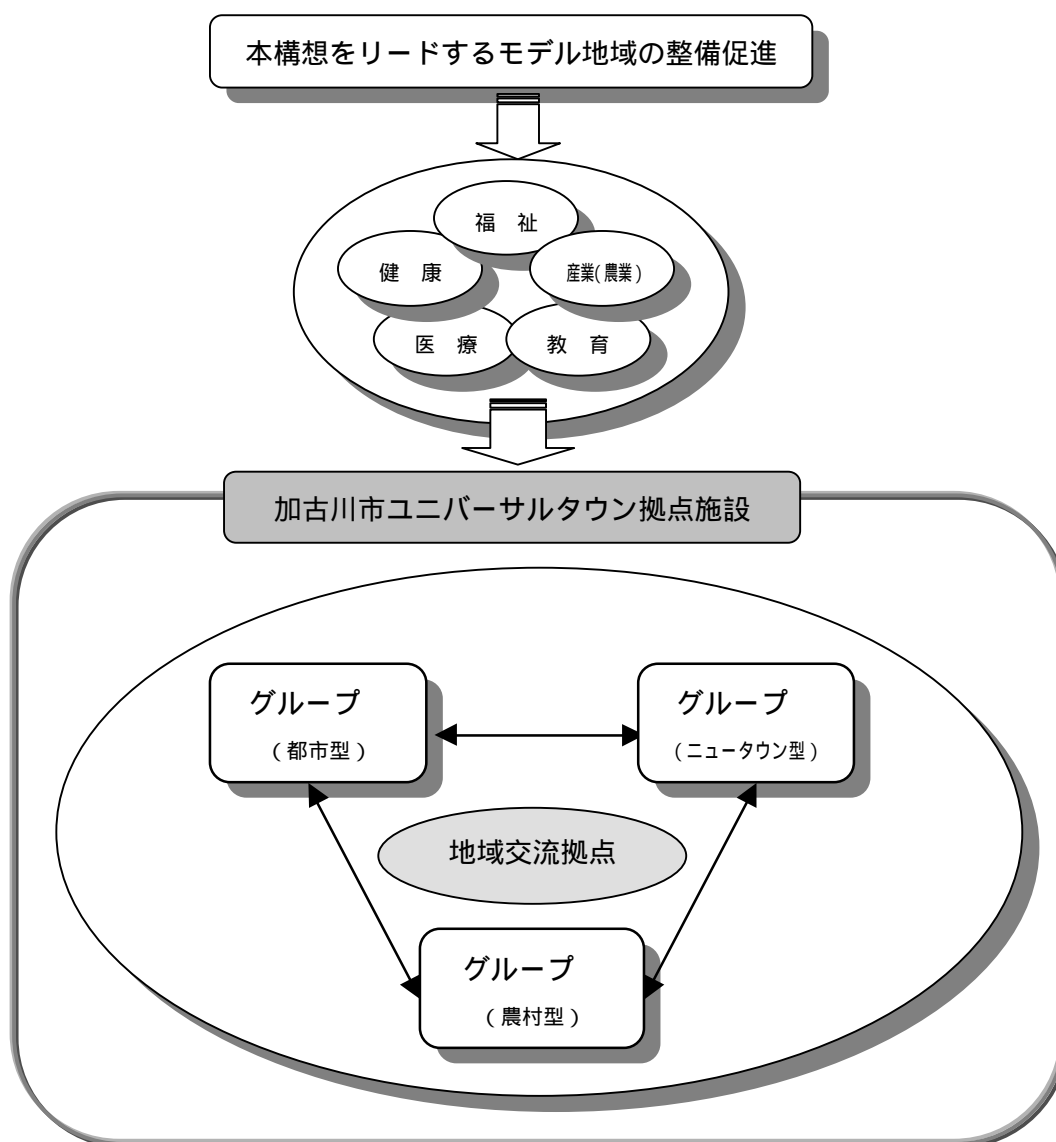 本構想をリードするモデル地域の整備促進
福　祉
健　康
産業(農業)
医　療
教　育
加古川市ユニバーサルタウン拠点施設
グループ
（都市型）
グループ
（ニュータウン型）
地域交流拠点
グループ
（農村型）